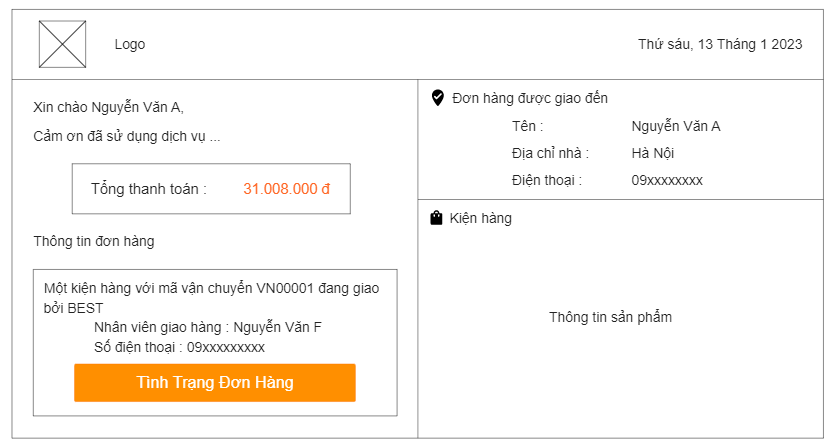 Logo
Thứ sáu, 13 Tháng 1 2023
Xin chào Nguyễn Văn A,
Cảm ơn đã sử dụng dịch vụ ...
Tổng thanh toán : 31.008.000 đ
Thông tin đơn hàng
Một kiện hàng với mã vận chuyển VN00001 đang giao
bởi BEST
Nhân viên giao hàng : Nguyễn Văn F
Số điện thoại : 09xxxxxxxxx
Tình Trạng Đơn Hàng
Đơn hàng được giao đến
Tên : Nguyễn Văn A
Địa chỉ nhà : Hà Nội
Điện thoại : 09xxxxxxxx
Kiện hàng
Thông tin sản phẩm